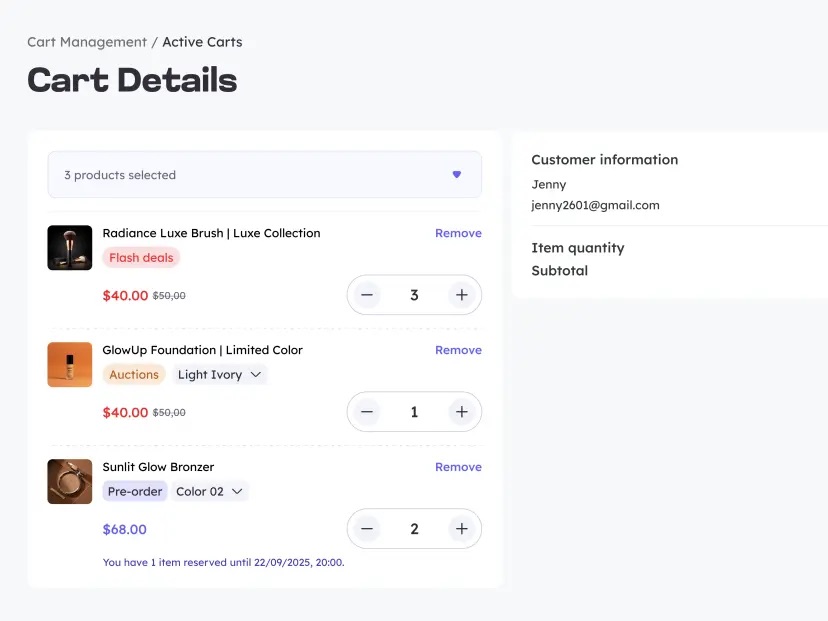 Cart Management / Active Carts
Cart Details
3 products selected
Radiance Luxe Brush | Luxe Collection
Remove
Flash deals
$40.00 $50,00
3
GlowUp Foundation | Limited Color
Remove
Auctions Light Ivory
$40.00 $50,00
1
Sunlit Glow Bronzer
Remove
Pre-order Color 02
$68.00
2
You have 1 item reserved until 22/09/2025, 20:00.
Customer information
Jenny
jenny2601@gmail.com
Item quantity
Subtotal